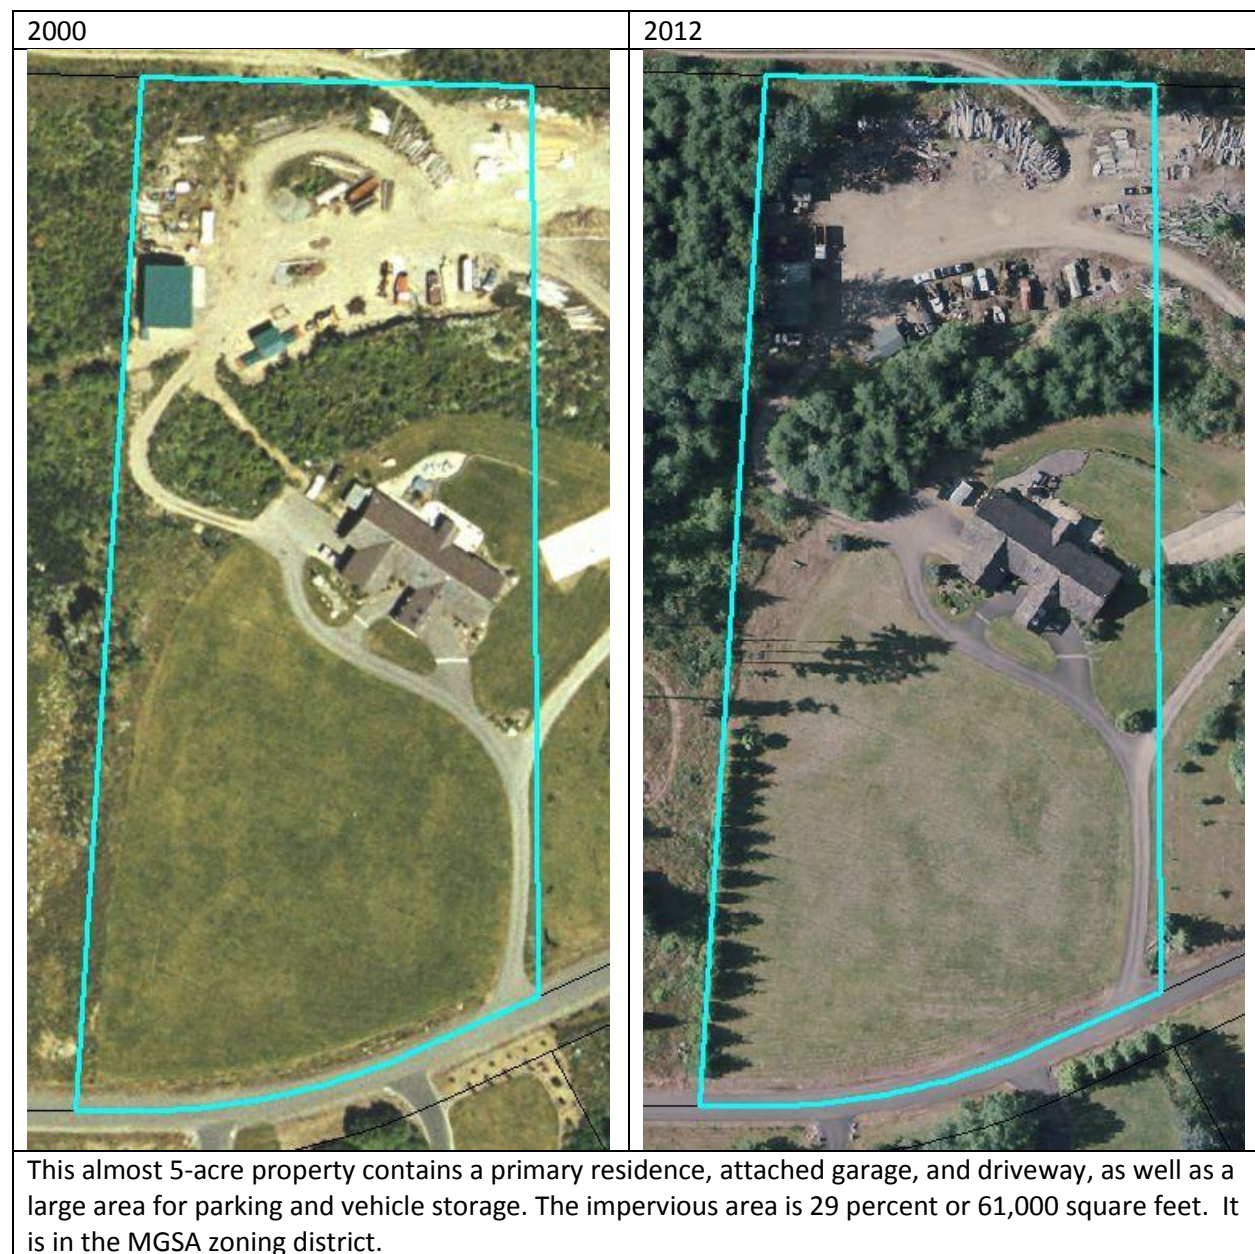 2000
2012
This almost 5-acre property contains a primary residence, attached garage, and driveway, as well as a
large area for parking and vehicle storage. The impervious area is 29 percent or 61,000 square feet.  It
is in the MGSA zoning district.